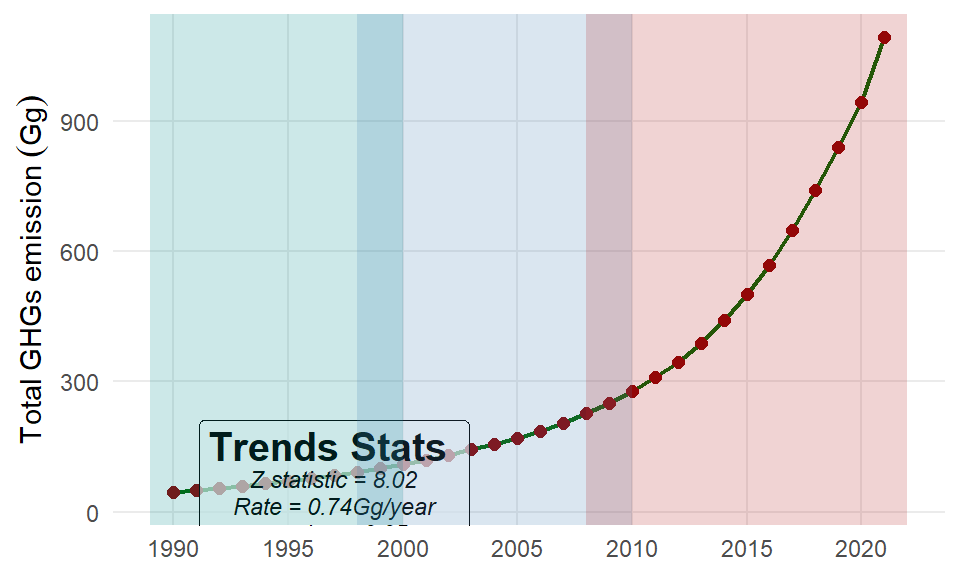 Total GHGs emission (Gg)
900
600
300
0
Trends Stats
Z statistic = 8.02
Rate = 0.74Gg/year
1990 1995 2000 2005 2010 2015 2020